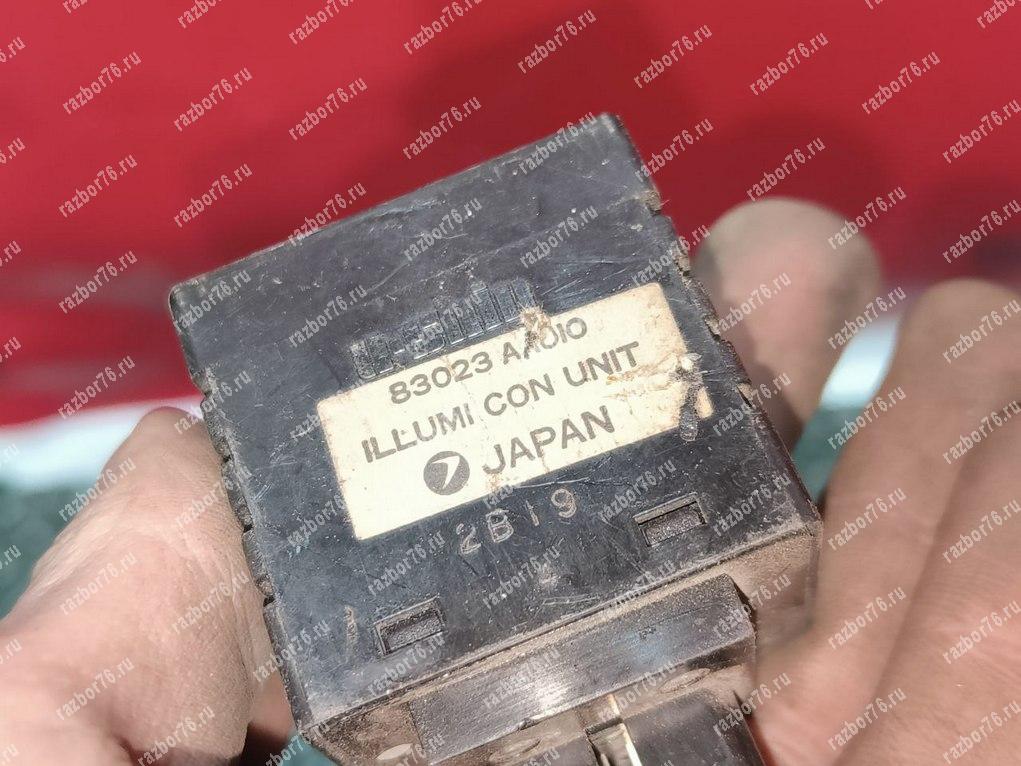 83023 AA010
ILLUMI CON UNIT
JAPAN
2B19
razbor76.ru